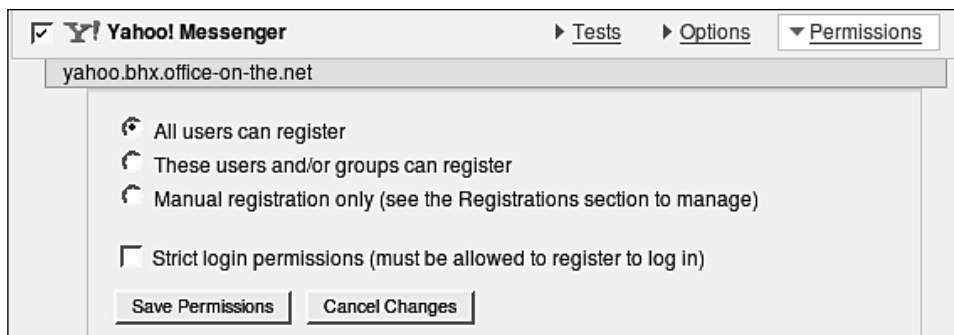 Y! Yahoo! Messenger Tests Options Permissions
yahoo.bhx.office-on-the.net
All users can register
These users and/or groups can register
Manual registration only (see the Registrations section to manage)
Strict login permissions (must be allowed to register to log in)
Save Permissions Cancel Changes